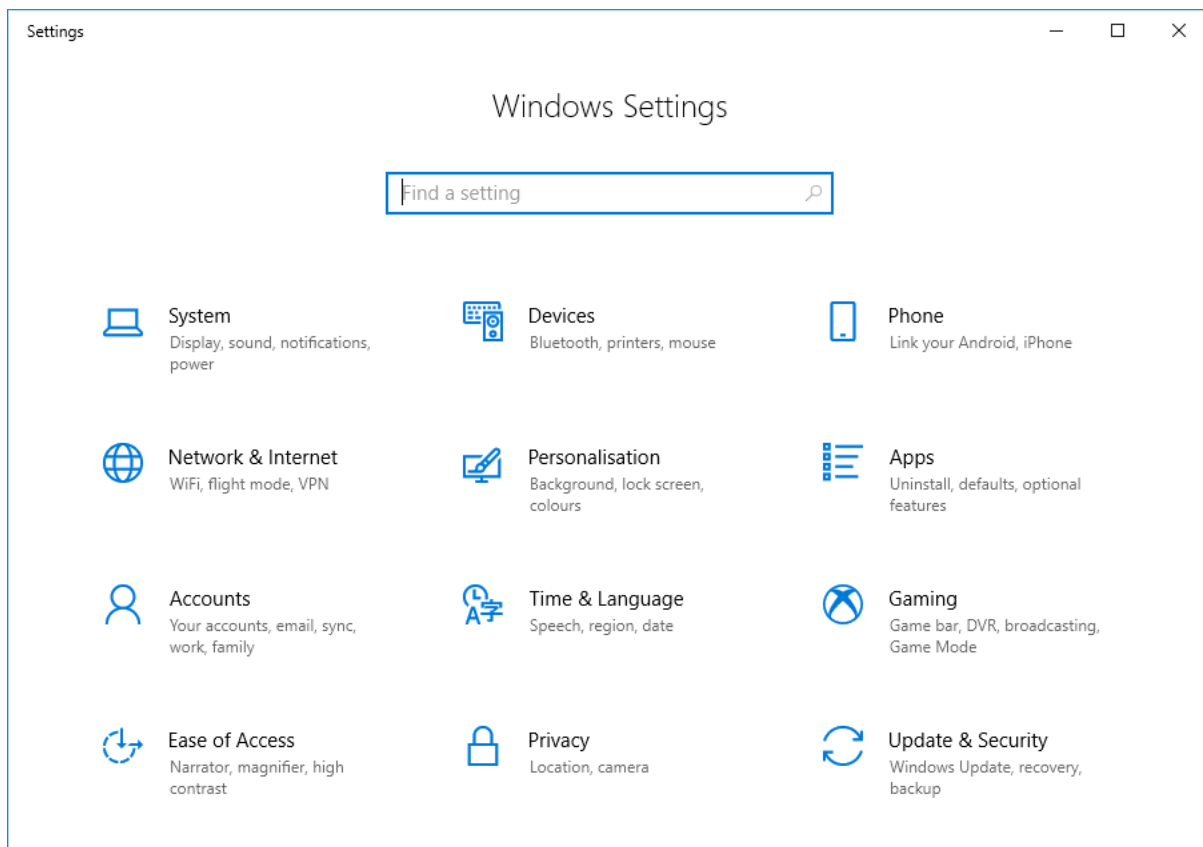 Settings
Windows Settings
Find a setting
System
Display, sound, notifications,
power
Devices
Bluetooth, printers, mouse
Phone
Link your Android, iPhone
Network & Internet
WiFi, flight mode, VPN
Personalisation
Background, lock screen,
colours
Apps
Uninstall, defaults, optional
features
Accounts
Your accounts, email, sync,
work, family
Time & Language
Speech, region, date
Gaming
Game bar, DVR, broadcasting,
Game Mode
Ease of Access
Narrator, magnifier, high
contrast
Privacy
Location, camera
Update & Security
Windows Update, recovery,
backup